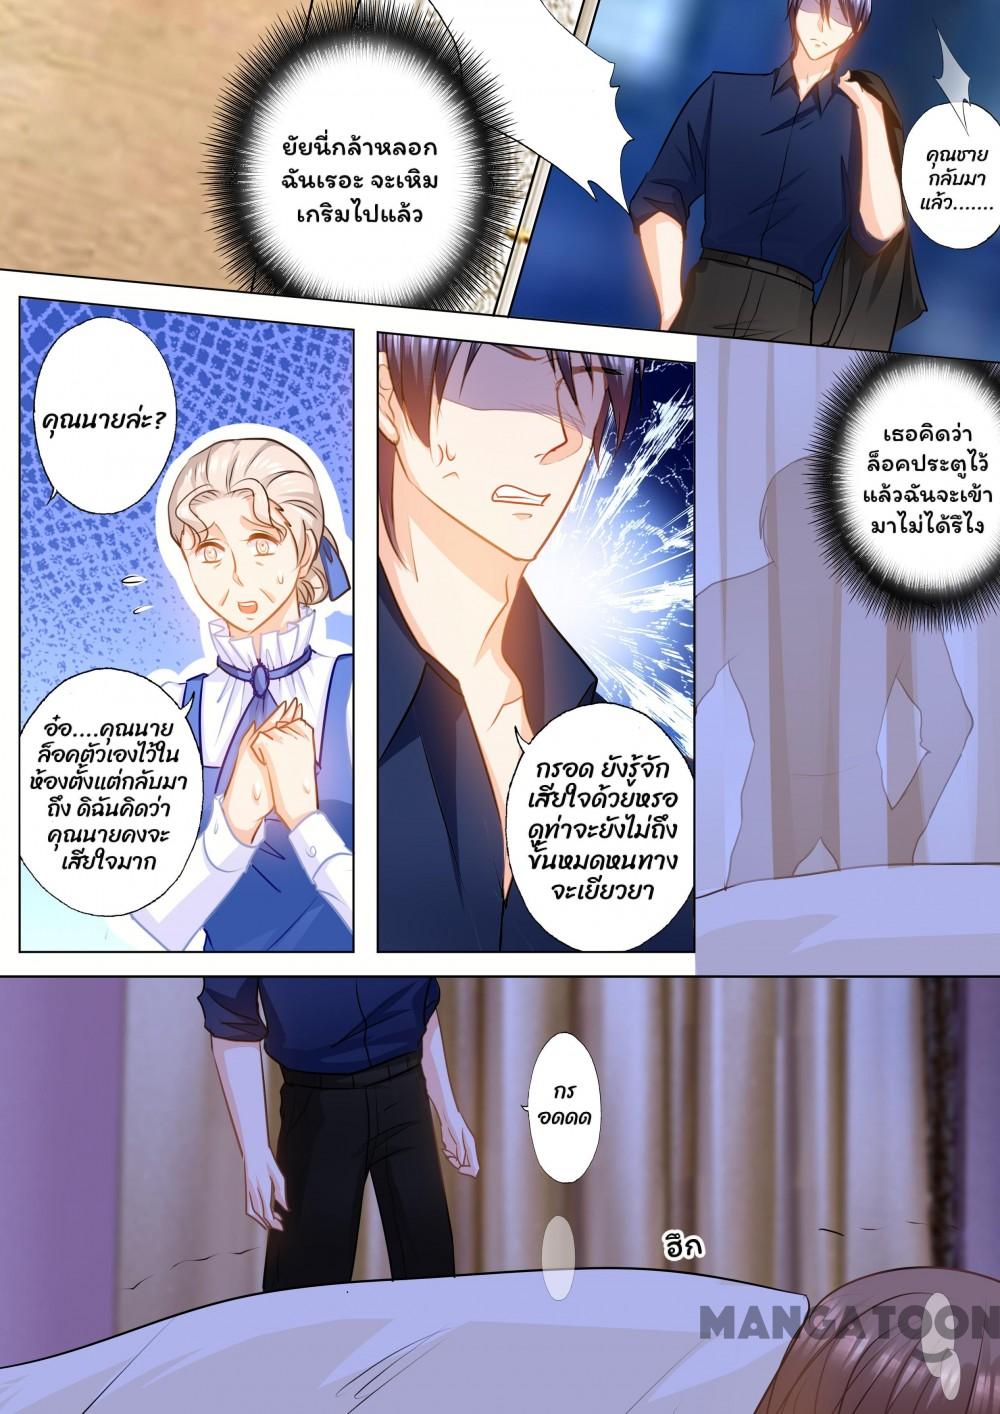 ยัยนี่กล้าหลอก
ฉันเรอะ จะเหิม
เกริมไปแล้ว
คุณชาย
กลับมา
แล้ว.......
คุณนายล่ะ?
อ๋อ....คุณนาย
ล็อคตัวเองไว้ใน
ห้องตั้งแต่กลับมา
ถึง ดิฉันคิดว่า
คุณนายคงจะ
เสียใจมาก
กรอด ยังรู้จัก
เสียใจด้วยหรอ
ดูท่าจะยังไม่ถึง
ขั้นหมดหนทาง
จะเยียวยา
เธอคิดว่า
ล็อคประตูไว้
แล้วฉันจะเข้า
มาไม่ได้รึไง
กร
อดดด
ฮึก
MANGATOON